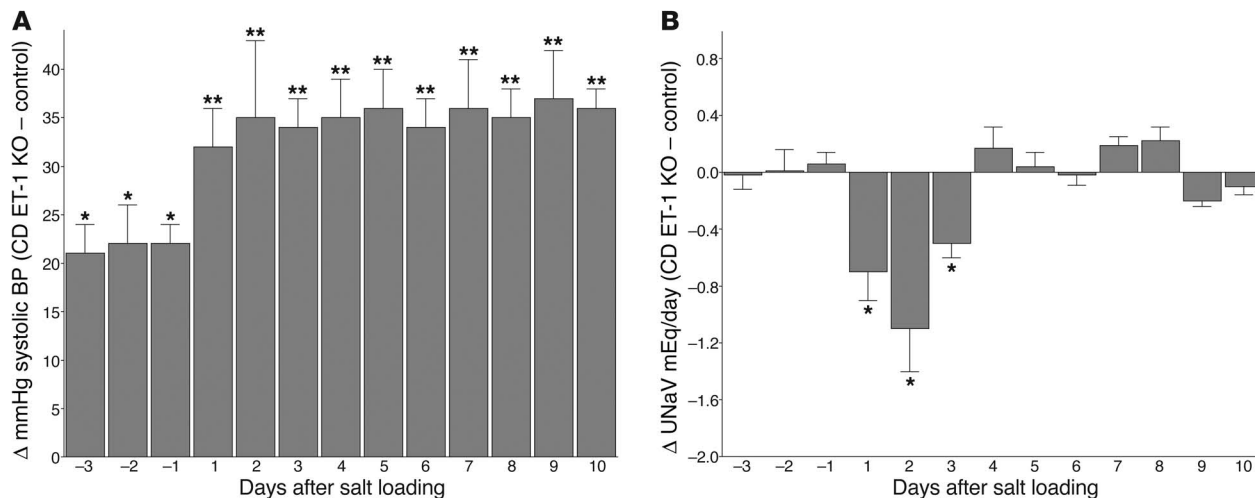 A
Δ mmHg systolic BP (CD ET-1 KO – control)
40
35
30
25
20
15
10
5
0
* * * ** ** ** ** ** ** ** ** ** **
–3 –2 –1 1 2 3 4 5 6 7 8 9 10
Days after salt loading
B
Δ UNaV mEq/day (CD ET-1 KO – control)
0.8
0.4
0.0
–0.4
–0.8
–1.2
–1.6
–2.0
* * *
–3 –2 –1 1 2 3 4 5 6 7 8 9 10
Days after salt loading